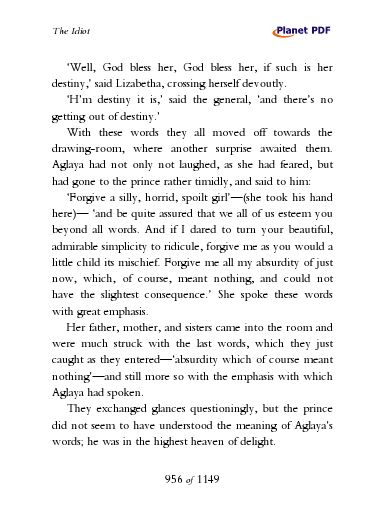 The Idiot
Planet PDF
'Well, God bless her, God bless her, if such is her
destiny,' said Lizabetha, crossing herself devoutly.
'H'm destiny it is,' said the general, 'and there's no
getting out of destiny.'
With these words they all moved off towards the
drawing-room, where another surprise awaited them.
Aglaya had not only not laughed, as she had feared, but
had gone to the prince rather timidly, and said to him:
'Forgive a silly, horrid, spoilt girl'—(she took his hand
here)— 'and be quite assured that we all of us esteem you
beyond all words. And if I dared to turn your beautiful,
admirable simplicity to ridicule, forgive me as you would a
little child its mischief. Forgive me all my absurdity of just
now, which, of course, meant nothing, and could not
have the slightest consequence.' She spoke these words
with great emphasis.
Her father, mother, and sisters came into the room and
were much struck with the last words, which they just
caught as they entered—'absurdity which of course meant
nothing'—and still more so with the emphasis with which
Aglaya had spoken.
They exchanged glances questioningly, but the prince
did not seem to have understood the meaning of Aglaya's
words; he was in the highest heaven of delight.
956 of 1149